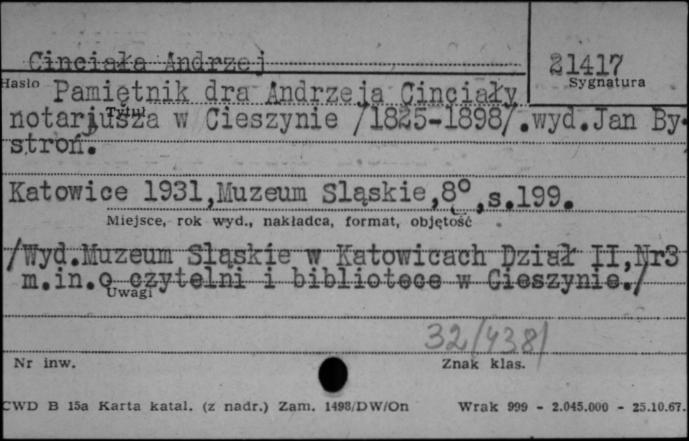 Cinciała Andrzej
21417
Hasło
Sygnatura
Pamiętnik dra Andrzeja Cinciały
Tytuł
notarjusza w Cieszynie /1825-1898/.wyd.Jan By-
stroń.
Katowice 1931,Muzeum Śląskie,8°,s.199.
Miejsce, rok wyd., nakładca, format, objętość
/Wyd.Muzeum Śląskie w Katowicach Dział II,Nr3
m.in.o czytelni i bibliotece w Cieszynie./
Uwagi
32/438/
Nr inw.
Znak klas.
CWD B 15a Karta katal. (z nadr.) Zam. 1498/DW/On
Wrak 999 - 2.045.000 - 25.10.67.